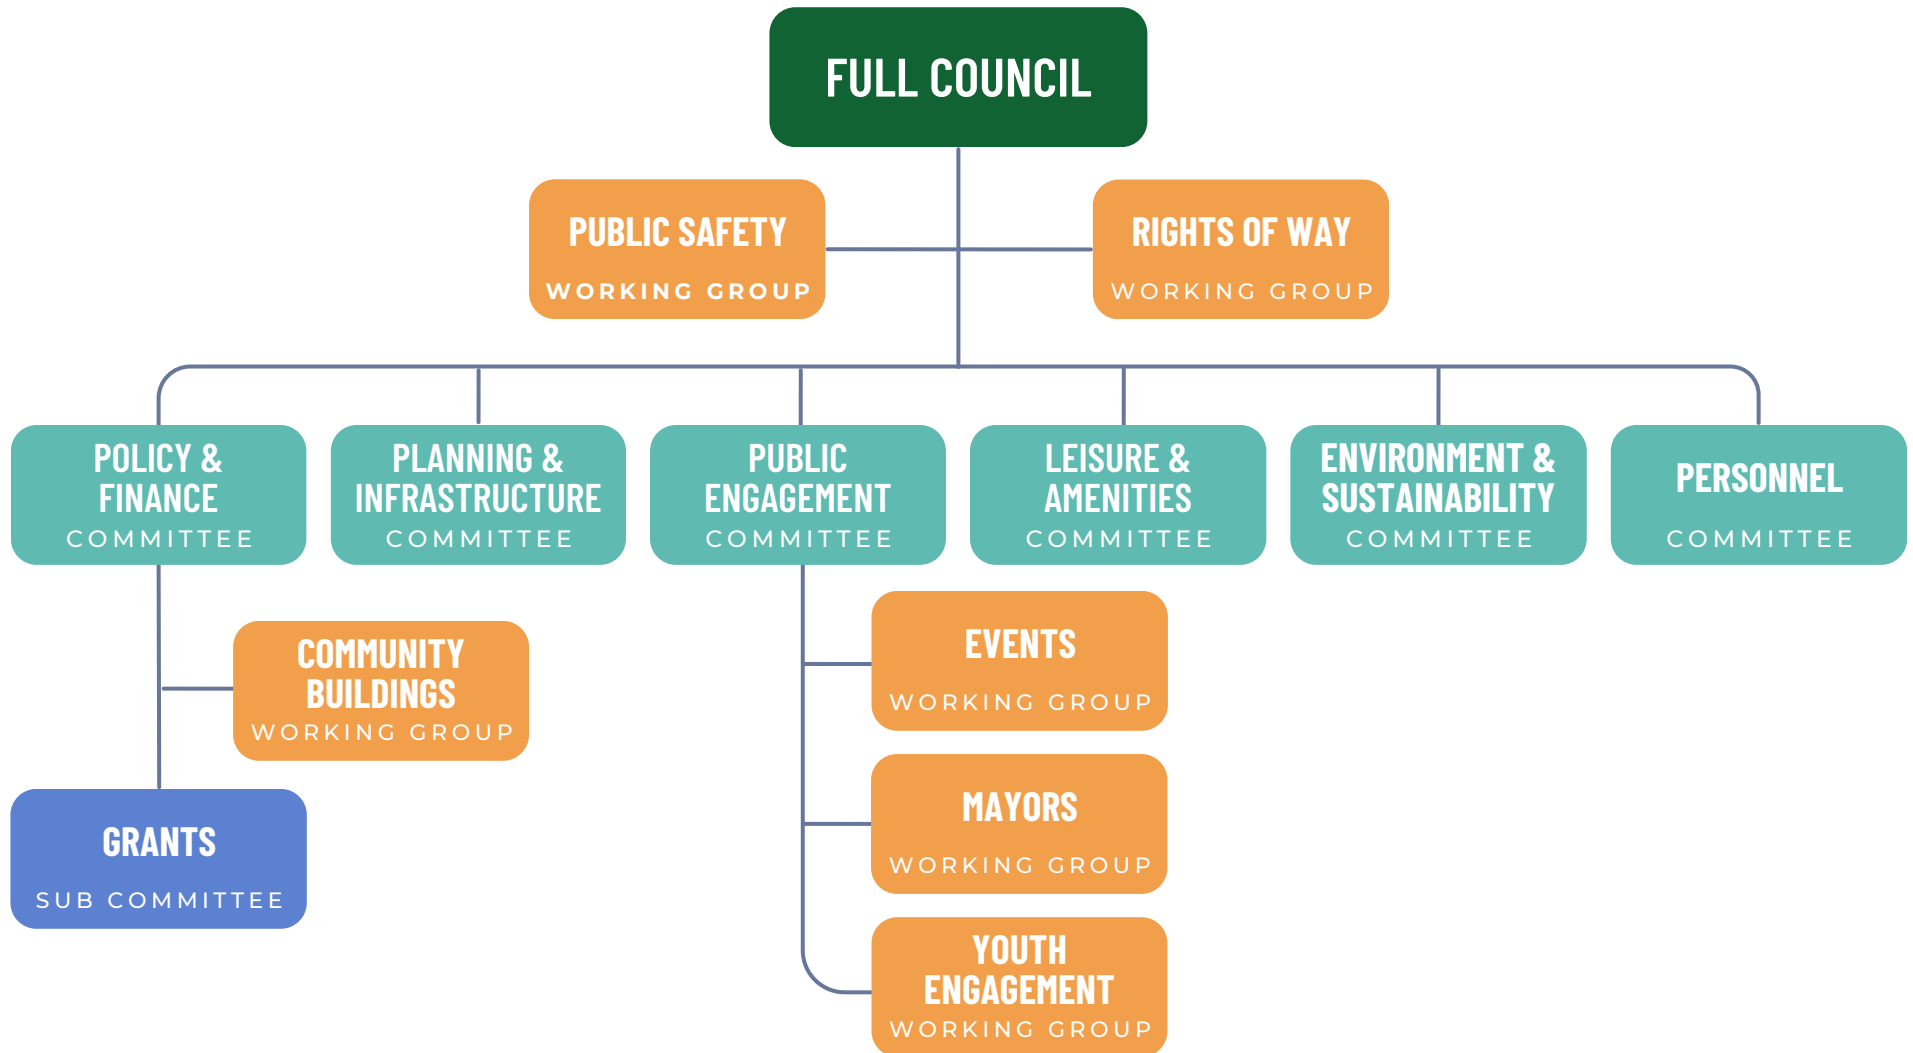 FULL COUNCIL
PUBLIC SAFETY
WORKING GROUP
RIGHTS OF WAY
WORKING GROUP
POLICY &
FINANCE
COMMITTEE
PLANNING &
INFRASTRUCTURE
COMMITTEE
PUBLIC
ENGAGEMENT
COMMITTEE
LEISURE &
AMENITIES
COMMITTEE
ENVIRONMENT &
SUSTAINABILITY
COMMITTEE
PERSONNEL
COMMITTEE
COMMUNITY
BUILDINGS
WORKING GROUP
GRANTS
SUB COMMITTEE
EVENTS
WORKING GROUP
MAYORS
WORKING GROUP
YOUTH
ENGAGEMENT
WORKING GROUP